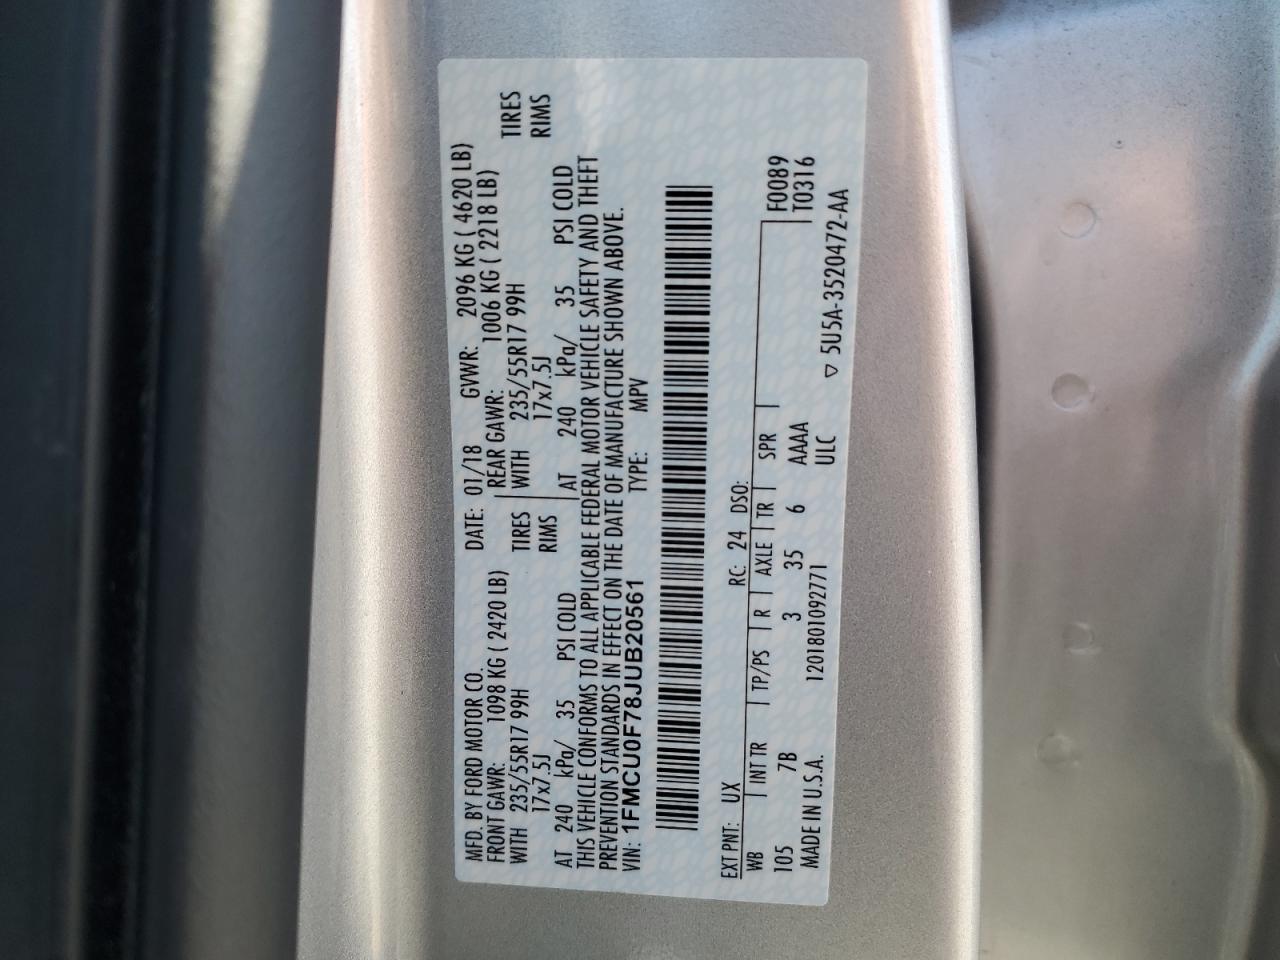 MFD. BY FORD MOTOR CO. DATE: 01/18 GVWR: 2096 KG ( 4620 LB)
FRONT GAWR: 1098 KG ( 2420 LB) REAR GAWR: 1006 KG ( 2218 LB)
WITH 235/55R17 99H TIRES WITH 235/55R17 99H TIRES
17x7.5J RIMS 17x7.5J RIMS
AT 240 kPa/ 35 PSI COLD AT 240 kPa/ 35 PSI COLD
THIS VEHICLE CONFORMS TO ALL APPLICABLE FEDERAL MOTOR VEHICLE SAFETY AND THEFT
PREVENTION STANDARDS IN EFFECT ON THE DATE OF MANUFACTURE SHOWN ABOVE.
VIN: 1FMCU0F78JUB20561 TYPE: MPV
EXT PNT: UX RC: 24 DSO:
WB INT TR TP/PS R AXLE TR SPR F0089
105 7B 3 35 6 AAAA T0316
MADE IN U.S.A. 1201801092771 ULC
▽ 5U5A-3520472-AA